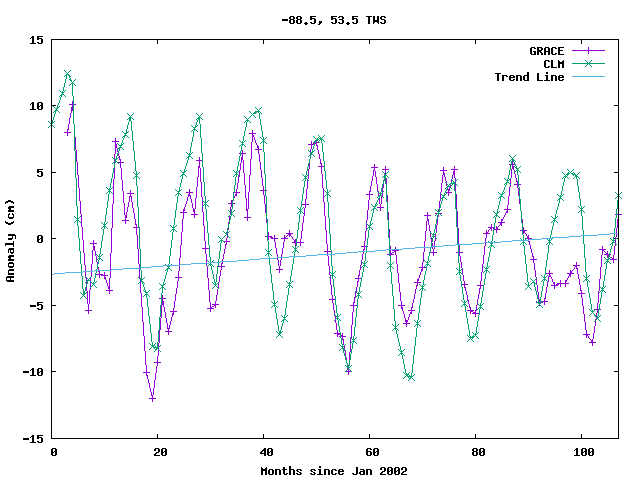 -88.5, 53.5 TWS
GRACE
CLM
Trend Line
15
10
5
0
-5
-10
-15
Anomaly (cm)
0 20 40 60 80 100
Months since Jan 2002